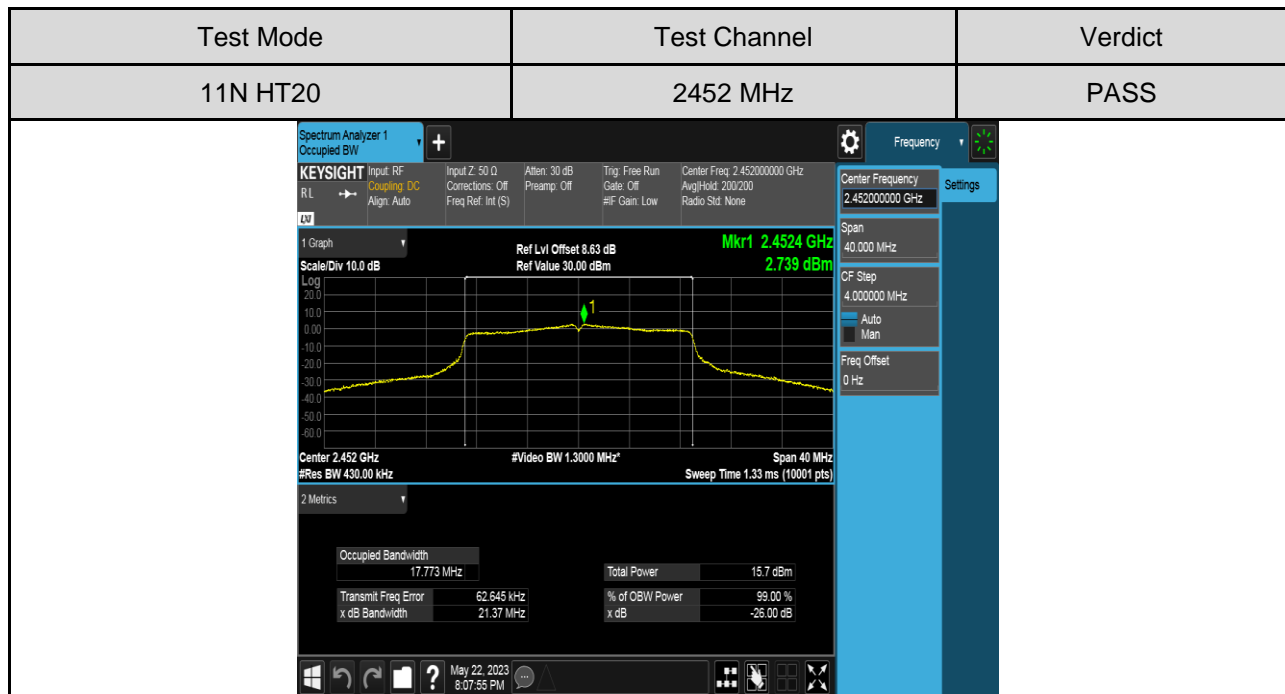 Test Mode Test Channel Verdict
11N HT20 2452 MHz PASS
Spectrum Analyzer 1
Occupied BW
+
Frequency
KEYSIGHT Input: RF Input Z: 50 Ω Atten: 30 dB Trig: Free Run Center Freq: 2.452000000 GHz
RL Coupling: DC Corrections: Off Preamp: Off Gate: Off Avg|Hold: 200/200
Align: Auto Freq Ref: Int (S) #IF Gain: Low Radio Std: None
LXI
Center Frequency
2.452000000 GHz
Settings
Span
40.000 MHz
CF Step
4.000000 MHz
Auto
Man
Freq Offset
0 Hz
1 Graph Ref Lvl Offset 8.63 dB Mkr1 2.4524 GHz
Scale/Div 10.0 dB Ref Value 30.00 dBm 2.739 dBm
Log
20.0
10.0
0.00
-10.0
-20.0
-30.0
-40.0
-50.0
-60.0
1
Center 2.452 GHz #Video BW 1.3000 MHz* Span 40 MHz
#Res BW 430.00 kHz Sweep Time 1.33 ms (10001 pts)
2 Metrics
Occupied Bandwidth
17.773 MHz Total Power 15.7 dBm
Transmit Freq Error 62.645 kHz % of OBW Power 99.00 %
x dB Bandwidth 21.37 MHz x dB -26.00 dB
? May 22, 2023
8:07:55 PM